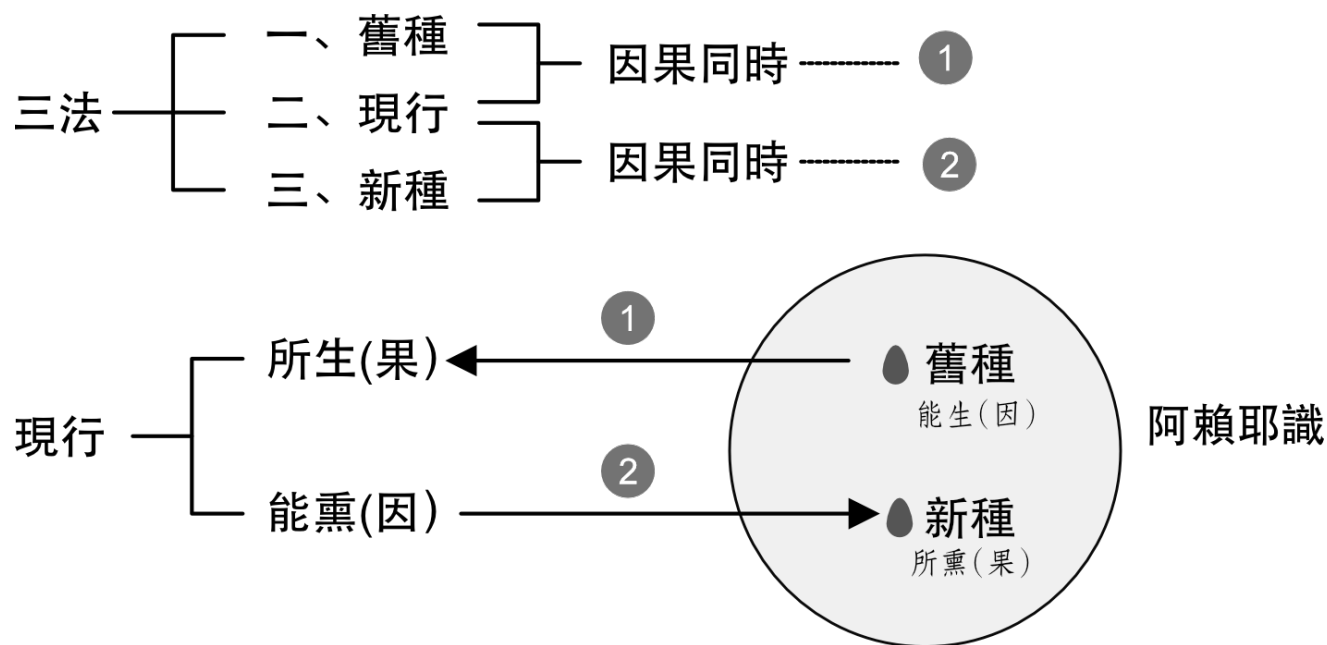 三法
一、舊種
二、現行
三、新種
因果同時
1
因果同時
2
現行
所生(果)
能熏(因)
1
2
舊種
能生(因)
新種
所熏(果)
阿賴耶識